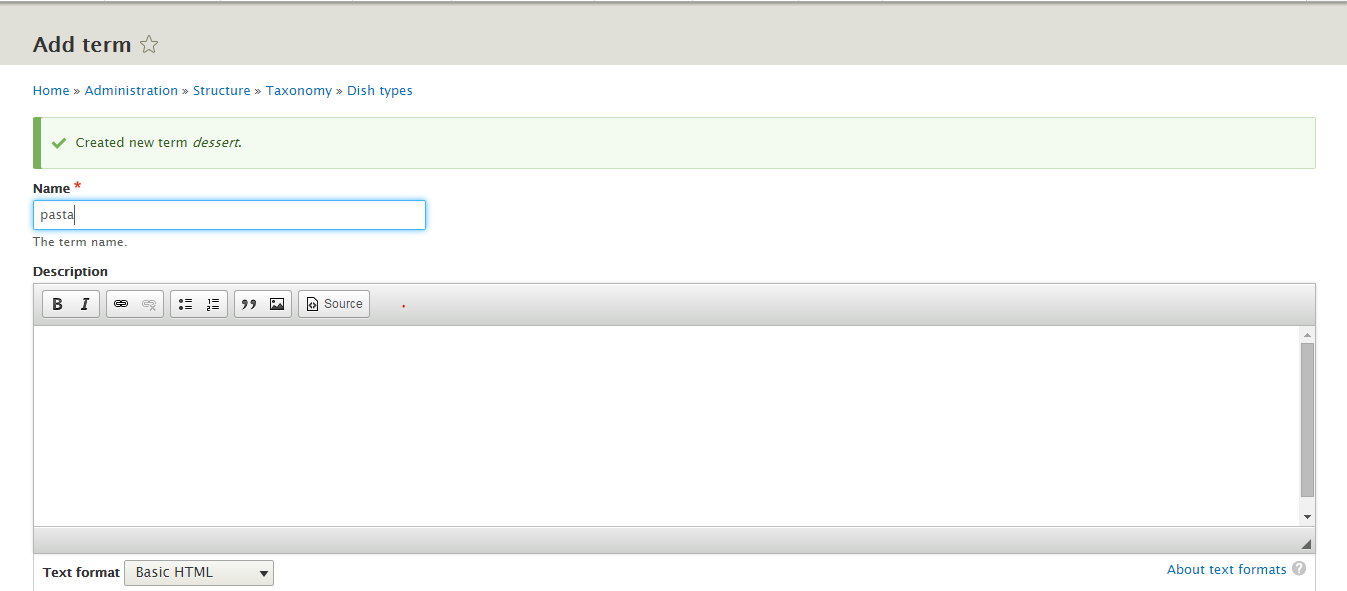 Add term
Home » Administration » Structure » Taxonomy » Dish types
Created new term dessert.
Name *
pasta
The term name.
Description
B I Source
Text format Basic HTML About text formats ?